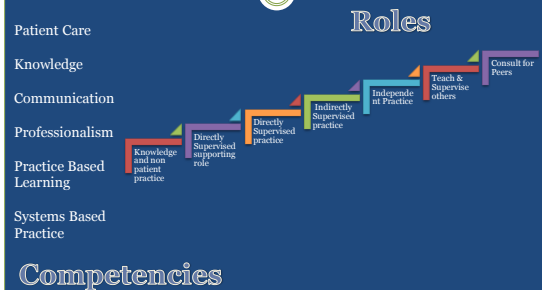 Roles
Patient Care
Knowledge
Communication
Professionalism
Practice Based
Learning
Systems Based
Practice
Knowledge
and non
patient
practice
Directly
Supervised
supporting
role
Directly
Supervised
practice
Indirectly
Supervised
practice
Independe
nt Practice
Teach &
Supervise
others
Consult for
Peers
Competencies